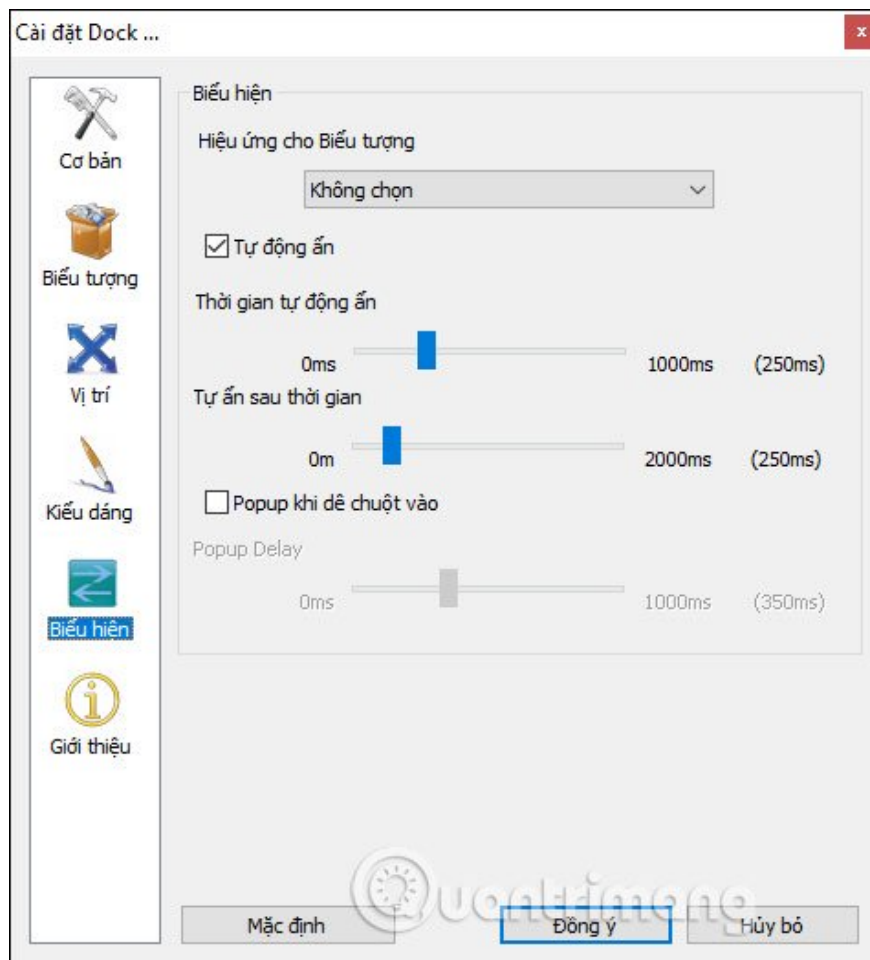 Cài đặt Dock ...
x
Cơ bản
Biểu tượng
Vị trí
Kiểu dáng
Biểu hiện
Giới thiệu
Biểu hiện
Hiệu ứng cho Biểu tượng
Không chọn
Tự động ẩn
Thời gian tự động ẩn
0ms 1000ms (250ms)
Tự ẩn sau thời gian
0m 2000ms (250ms)
Popup khi dê chuột vào
Popup Delay
0ms 1000ms (350ms)
Quantrimang
Mặc định Đồng ý Hủy bỏ